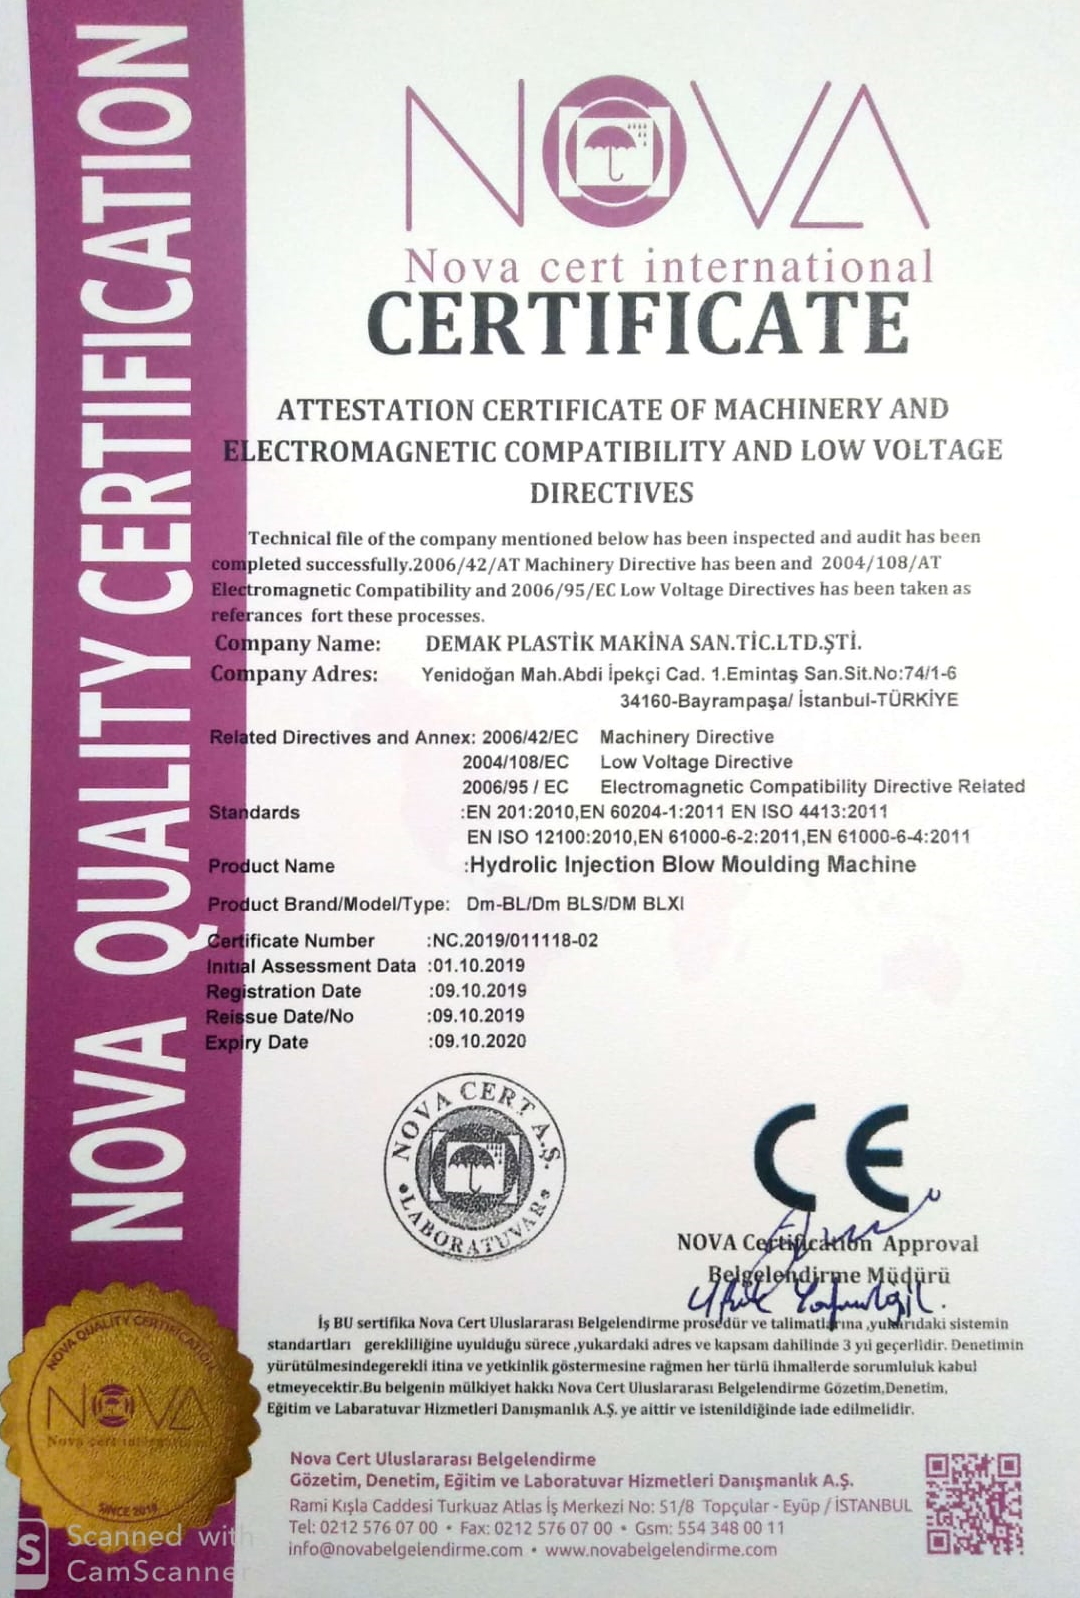 NOVA QUALITY CERTIFICATION
NOVA
Nova cert international
CERTIFICATE
ATTESTATION CERTIFICATE OF MACHINERY AND
ELECTROMAGNETIC COMPATIBILITY AND LOW VOLTAGE
DIRECTIVES
Technical file of the company mentioned below has been inspected and audit has been
completed successfully.2006/42/AT Machinery Directive has been and 2004/108/AT
Electromagnetic Compatibility and 2006/95/EC Low Voltage Directives has been taken as
referances fort these processes.
Company Name: DEMAK PLASTİK MAKİNA SAN.TİC.LTD.ŞTİ.
Company Adres: Yenidoğan Mah.Abdi İpekçi Cad. 1.Emintaş San.Sit.No:74/1-6
34160-Bayrampaşa/ İstanbul-TÜRKİYE
Related Directives and Annex: 2006/42/EC Machinery Directive
2004/108/EC Low Voltage Directive
2006/95 / EC Electromagnetic Compatibility Directive Related
Standards :EN 201:2010,EN 60204-1:2011 EN ISO 4413:2011
EN ISO 12100:2010,EN 61000-6-2:2011,EN 61000-6-4:2011
Product Name :Hydrolic Injection Blow Moulding Machine
Product Brand/Model/Type: Dm-BL/Dm BLS/DM BLXI
Certificate Number :NC.2019/011118-02
Initial Assessment Data :01.10.2019
Registration Date :09.10.2019
Reissue Date/No :09.10.2019
Expiry Date :09.10.2020
NOVA CERT A.Ş.
LABORATUVAR
CE
NOVA Certification Approval
Belgelendirme Müdürü
İş BU sertifika Nova Cert Uluslararası Belgelendirme prosedür ve talimatlarına ,yukarıdaki sistemin
standartları gerekliliğine uyulduğu sürece ,yukardaki adres ve kapsam dahilinde 3 yıl geçerlidir. Denetimin
yürütülmesindegerekli itina ve yetkinlik göstermesine rağmen her türlü ihmallerde sorumluluk kabul
etmeyecektir.Bu belgenin mülkiyet hakkı Nova Cert Uluslararası Belgelendirme Gözetim,Denetim,
Eğitim ve Labaratuvar Hizmetleri Danışmanlık A.Ş. ye aittir ve istenildiğinde iade edilmelidir.
NOVA QUALITY CERTIFICATION
NOVA
Nova cert international
SINCE 2018
Nova Cert Uluslararası Belgelendirme
Gözetim, Denetim, Eğitim ve Laboratuvar Hizmetleri Danışmanlık A.Ş.
Rami Kışla Caddesi Turkuaz Atlas İş Merkezi No: 51/8 Topçular - Eyüp / İSTANBUL
Tel: 0212 576 07 00 • Fax: 0212 576 07 00 • Gsm: 554 348 00 11
info@novabelgelendirme.com • www.novabelgelendirme.com
S
Scanned with
CamScanner